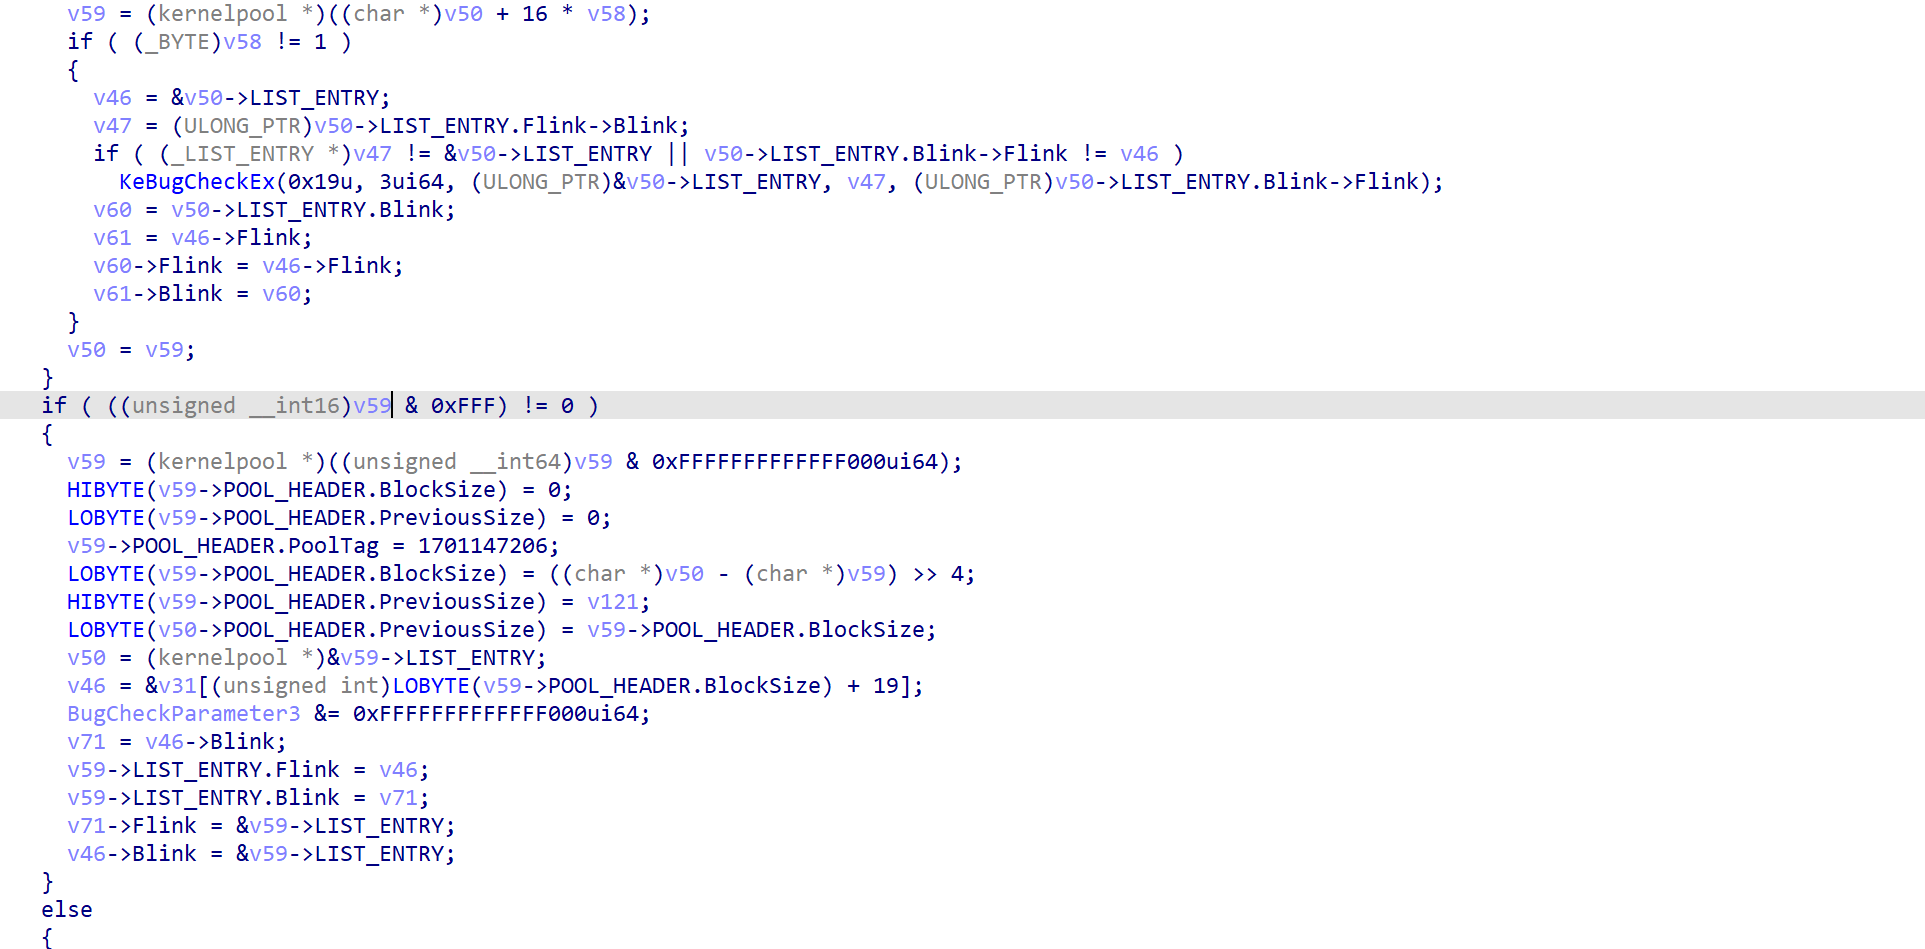 v59 = (kernelpool *)((char *)v50 + 16 * v58);
if ( (_BYTE)v58 != 1 )
{
v46 = &v50->LIST_ENTRY;
v47 = (ULONG_PTR)v50->LIST_ENTRY.Flink->Blink;
if ( (_LIST_ENTRY *)v47 != &v50->LIST_ENTRY || v50->LIST_ENTRY.Blink->Flink != v46 )
KeBugCheckEx(0x19u, 3ui64, (ULONG_PTR)&v50->LIST_ENTRY, v47, (ULONG_PTR)v50->LIST_ENTRY.Blink->Flink);
v60 = v50->LIST_ENTRY.Blink;
v61 = v46->Flink;
v60->Flink = v46->Flink;
v61->Blink = v60;
}
v50 = v59;
}
if ( ((unsigned __int16)v59 & 0xFFF) != 0 )
{
v59 = (kernelpool *)((unsigned __int64)v59 & 0xFFFFFFFFFFFFF000ui64);
HIBYTE(v59->POOL_HEADER.BlockSize) = 0;
LOBYTE(v59->POOL_HEADER.PreviousSize) = 0;
v59->POOL_HEADER.PoolTag = 1701147206;
LOBYTE(v59->POOL_HEADER.BlockSize) = ((char *)v50 - (char *)v59) >> 4;
HIBYTE(v59->POOL_HEADER.PreviousSize) = v121;
LOBYTE(v50->POOL_HEADER.PreviousSize) = v59->POOL_HEADER.BlockSize;
v50 = (kernelpool *)&v59->LIST_ENTRY;
v46 = &v31[(unsigned int)LOBYTE(v59->POOL_HEADER.BlockSize) + 19];
BugCheckParameter3 &= 0xFFFFFFFFFFFFF000ui64;
v71 = v46->Blink;
v59->LIST_ENTRY.Flink = v46;
v59->LIST_ENTRY.Blink = v71;
v71->Flink = &v59->LIST_ENTRY;
v46->Blink = &v59->LIST_ENTRY;
}
else
{